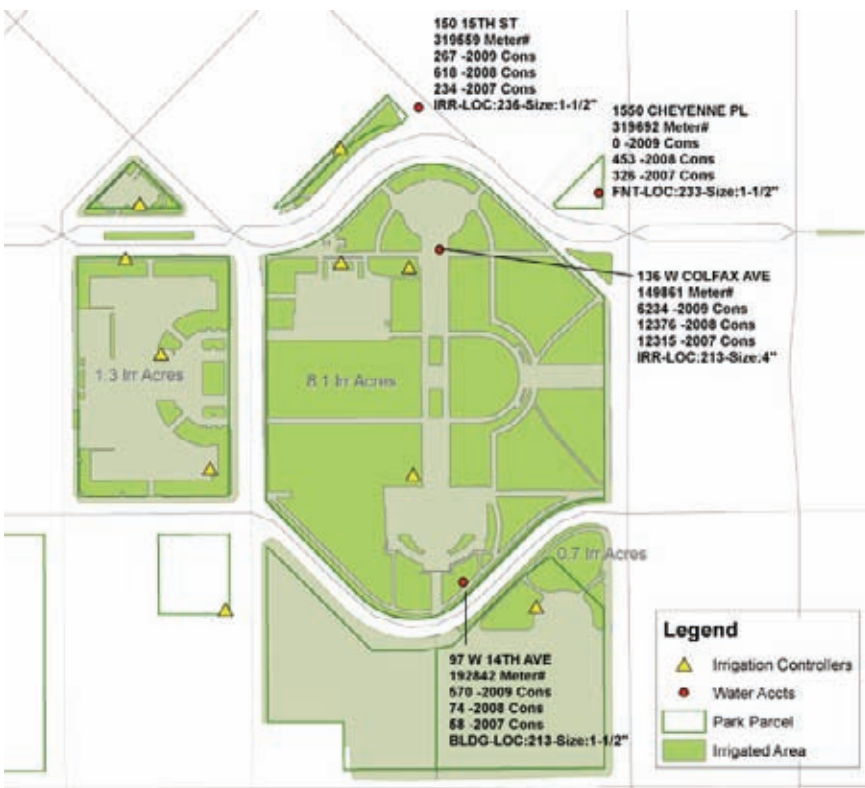 150 15TH ST
319559 Meter#
267 -2009 Cons
618 -2008 Cons
234 -2007 Cons
IRR-LOC:236-Size:1-1/2"
1550 CHEYENNE PL
319692 Meter#
0 -2009 Cons
453 -2008 Cons
326 -2007 Cons
FNT-LOC:233-Size:1-1/2"
136 W COLFAX AVE
149861 Meter#
6234 -2009 Cons
12376 -2008 Cons
12315 -2007 Cons
IRR-LOC:213-Size:4"
1.3 Irr Acres
8.1 Irr Acres
0.7 Irr Acres
97 W 14TH AVE
192842 Meter#
570 -2009 Cons
74 -2008 Cons
58 -2007 Cons
BLDG-LOC:213-Size:1-1/2"
Legend
Irrigation Controllers
Water Accts
Park Parcel
Irrigated Area